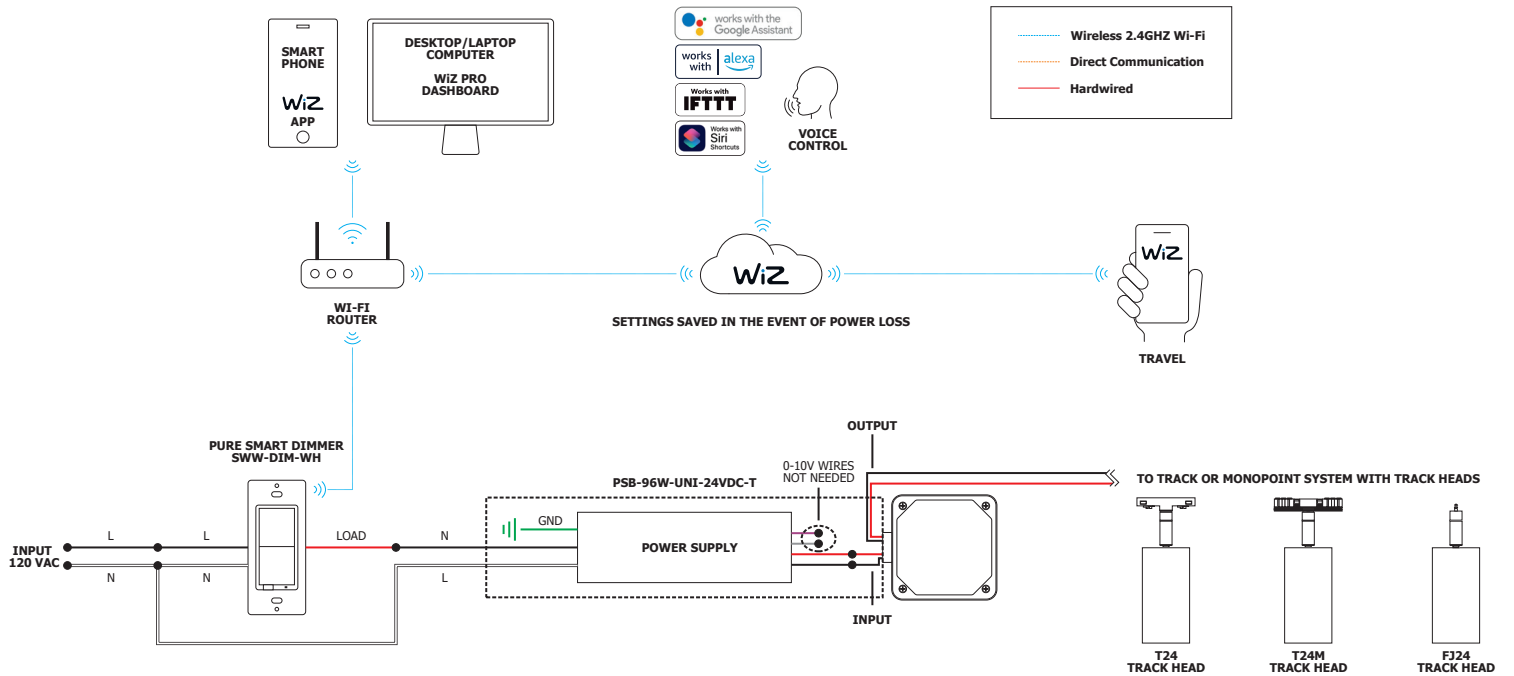 SMART
PHONE
WiZ
APP
DESKTOP/LAPTOP
COMPUTER
WiZ PRO
DASHBOARD
works with the
Google Assistant
works
with
alexa
Works with
IFTTT
Works with
Siri
Shortcuts
VOICE
CONTROL
Wireless 2.4GHZ Wi-Fi
Direct Communication
Hardwired
WI-FI
ROUTER
WiZ
SETTINGS SAVED IN THE EVENT OF POWER LOSS
WiZ
TRAVEL
PURE SMART DIMMER
SWW-DIM-WH
INPUT
120 VAC
L
L
N
N
LOAD
N
L
PSB-96W-UNI-24VDC-T
GND
POWER SUPPLY
0-10V WIRES
NOT NEEDED
OUTPUT
INPUT
TO TRACK OR MONOPOINT SYSTEM WITH TRACK HEADS
T24
TRACK HEAD
T24M
TRACK HEAD
FJ24
TRACK HEAD